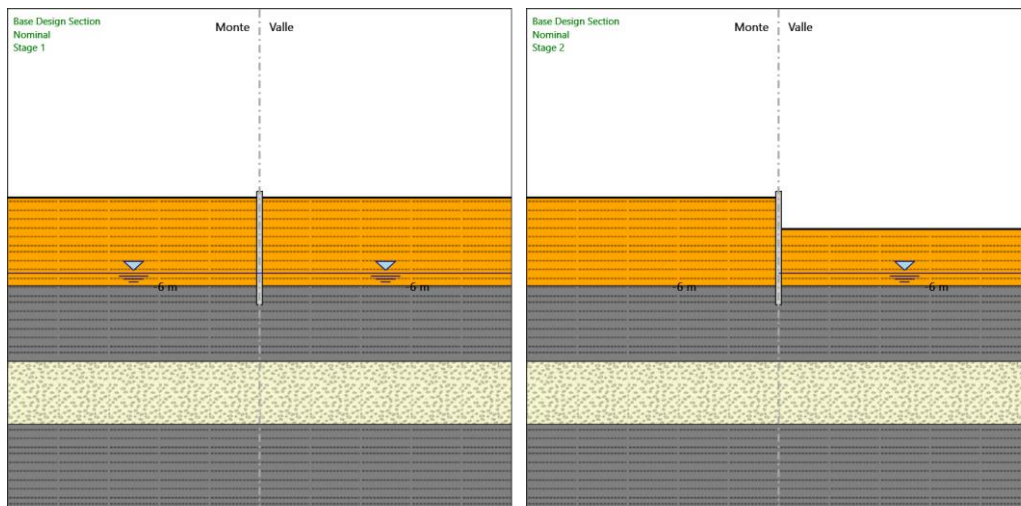 Base Design Section
Nominal
Stage 1
Monte
Valle
-6 m
-6 m
Base Design Section
Nominal
Stage 2
Monte
Valle
-6 m
-6 m